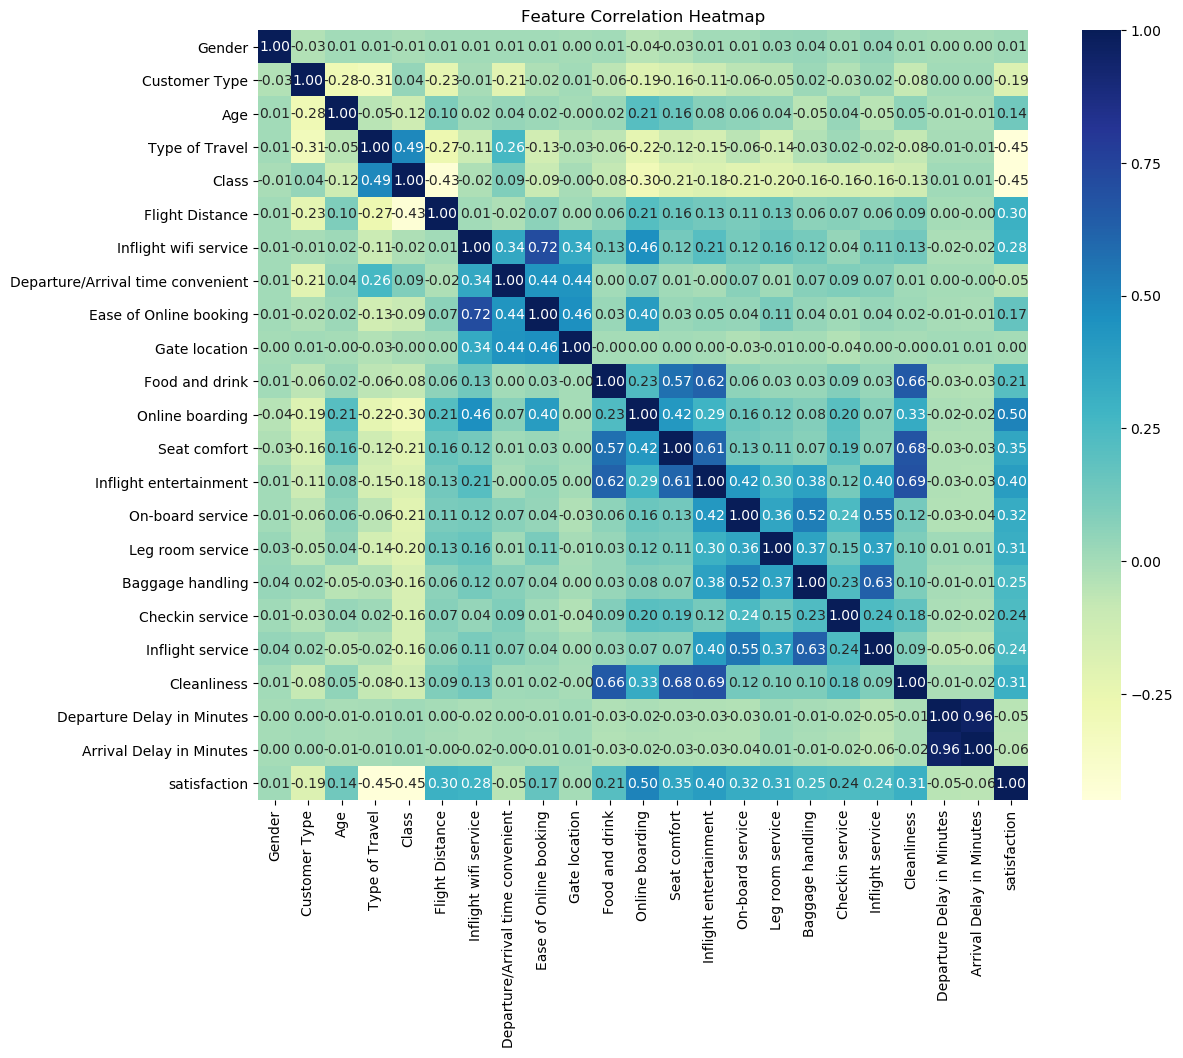 Feature Correlation Heatmap
Gender 1.00 -0.03 0.01 0.01 -0.01 0.01 0.01 0.01 0.01 0.00 0.01 -0.04 -0.03 0.01 0.01 0.03 0.04 0.01 0.04 0.01 0.00 0.00 0.01
Customer Type -0.03 1.00 -0.28 -0.31 0.04 -0.23 -0.01 -0.21 -0.02 0.01 -0.06 -0.19 -0.16 -0.11 -0.06 -0.05 0.02 -0.03 0.02 -0.08 0.00 0.00 -0.19
Age 0.01 -0.28 1.00 -0.05 -0.12 0.10 0.02 0.04 0.02 -0.00 0.02 0.21 0.16 0.08 0.06 0.04 -0.05 0.04 -0.05 0.05 -0.01 -0.01 0.14
Type of Travel 0.01 -0.31 -0.05 1.00 0.49 -0.27 -0.11 0.26 -0.13 -0.03 -0.06 -0.22 -0.12 -0.15 -0.06 -0.14 -0.03 0.02 -0.02 -0.08 -0.01 -0.01 -0.45
Class -0.01 0.04 -0.12 0.49 1.00 -0.43 -0.02 0.09 -0.09 -0.00 -0.08 -0.30 -0.21 -0.18 -0.21 -0.20 -0.16 -0.16 -0.16 -0.13 0.01 0.01 -0.45
Flight Distance 0.01 -0.23 0.10 -0.27 -0.43 1.00 0.01 -0.02 0.07 0.00 0.06 0.21 0.16 0.13 0.11 0.13 0.06 0.07 0.06 0.09 0.00 -0.00 0.30
Inflight wifi service 0.01 -0.01 0.02 -0.11 -0.02 0.01 1.00 0.34 0.72 0.34 0.13 0.46 0.12 0.21 0.12 0.16 0.12 0.04 0.11 0.13 -0.02 -0.02 0.28
Departure/Arrival time convenient 0.01 -0.21 0.04 0.26 0.09 -0.02 0.34 1.00 0.44 0.44 0.00 0.07 0.01 -0.00 0.07 0.01 0.07 0.09 0.07 0.01 0.00 -0.00 -0.05
Ease of Online booking 0.01 -0.02 0.02 -0.13 -0.09 0.07 0.72 0.44 1.00 0.46 0.03 0.40 0.03 0.05 0.04 0.11 0.04 0.01 0.04 0.02 -0.01 -0.01 0.17
Gate location 0.00 0.01 -0.00 -0.03 -0.00 0.00 0.34 0.44 0.46 1.00 -0.00 0.00 0.00 0.00 -0.03 -0.01 0.00 -0.04 0.00 -0.00 0.01 0.01 0.00
Food and drink 0.01 -0.06 0.02 -0.06 -0.08 0.06 0.13 0.00 0.03 -0.00 1.00 0.23 0.57 0.62 0.06 0.03 0.03 0.09 0.03 0.66 -0.03 -0.03 0.21
Online boarding -0.04 -0.19 0.21 -0.22 -0.30 0.21 0.46 0.07 0.40 0.00 0.23 1.00 0.42 0.29 0.16 0.12 0.08 0.20 0.07 0.33 -0.02 -0.02 0.50
Seat comfort -0.03 -0.16 0.16 -0.12 -0.21 0.16 0.12 0.01 0.03 0.00 0.57 0.42 1.00 0.61 0.13 0.11 0.07 0.19 0.07 0.68 -0.03 -0.03 0.35
Inflight entertainment 0.01 -0.11 0.08 -0.15 -0.18 0.13 0.21 -0.00 0.05 0.00 0.62 0.29 0.61 1.00 0.42 0.30 0.38 0.12 0.40 0.69 -0.03 -0.03 0.40
On-board service 0.01 -0.06 0.06 -0.06 -0.21 0.11 0.12 0.07 0.04 -0.03 0.06 0.16 0.13 0.42 1.00 0.36 0.52 0.24 0.55 0.12 -0.03 -0.04 0.32
Leg room service 0.03 -0.05 0.04 -0.14 -0.20 0.13 0.16 0.01 0.11 -0.01 0.03 0.12 0.11 0.30 0.36 1.00 0.37 0.15 0.37 0.10 0.01 0.01 0.31
Baggage handling 0.04 0.02 -0.05 -0.03 -0.16 0.06 0.12 0.07 0.04 0.00 0.03 0.08 0.07 0.38 0.52 0.37 1.00 0.23 0.63 0.10 -0.01 -0.01 0.25
Checkin service 0.01 -0.03 0.04 0.02 -0.16 0.07 0.04 0.09 0.01 -0.04 0.09 0.20 0.19 0.12 0.24 0.15 0.23 1.00 0.24 0.18 -0.02 -0.02 0.24
Inflight service 0.04 0.02 -0.05 -0.02 -0.16 0.06 0.11 0.07 0.04 0.00 0.03 0.07 0.07 0.40 0.55 0.37 0.63 0.24 1.00 0.09 -0.05 -0.06 0.24
Cleanliness 0.01 -0.08 0.05 -0.08 -0.13 0.09 0.13 0.01 0.02 -0.00 0.66 0.33 0.68 0.69 0.12 0.10 0.10 0.18 0.09 1.00 -0.01 -0.02 0.31
Departure Delay in Minutes 0.00 0.00 -0.01 -0.01 0.01 0.00 -0.02 0.00 -0.01 0.01 -0.03 -0.02 -0.03 -0.03 -0.03 0.01 -0.01 -0.02 -0.05 -0.01 1.00 0.96 -0.05
Arrival Delay in Minutes 0.00 0.00 -0.01 -0.01 0.01 -0.00 -0.02 -0.00 -0.01 0.01 -0.03 -0.02 -0.03 -0.03 -0.04 0.01 -0.01 -0.02 -0.06 -0.02 0.96 1.00 -0.06
satisfaction 0.01 -0.19 0.14 -0.45 -0.45 0.30 0.28 -0.05 0.17 0.00 0.21 0.50 0.35 0.40 0.32 0.31 0.25 0.24 0.24 0.31 -0.05 -0.06 1.00
Gender
Customer Type
Age
Type of Travel
Class
Flight Distance
Inflight wifi service
Departure/Arrival time convenient
Ease of Online booking
Gate location
Food and drink
Online boarding
Seat comfort
Inflight entertainment
On-board service
Leg room service
Baggage handling
Checkin service
Inflight service
Cleanliness
Departure Delay in Minutes
Arrival Delay in Minutes
satisfaction
1.00
0.75
0.50
0.25
0.00
−0.25